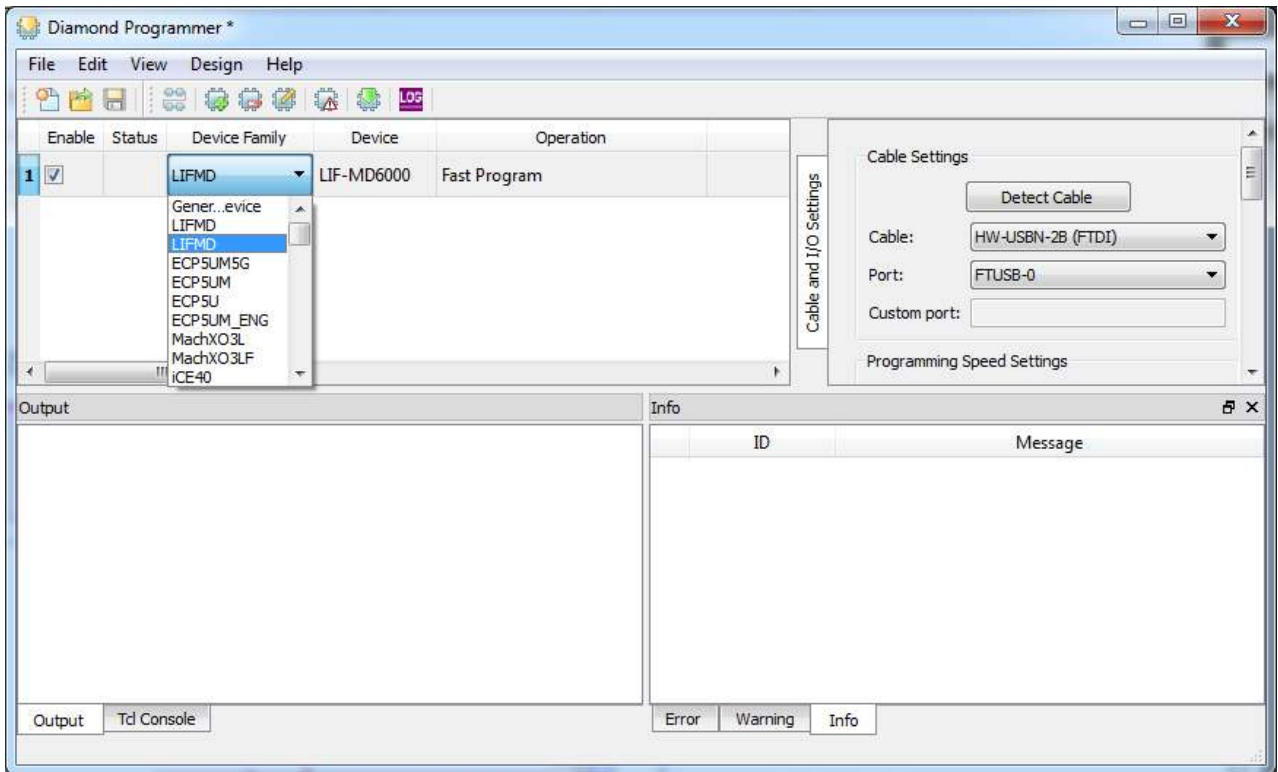 Diamond Programmer *
File Edit View Design Help
LOG
Enable Status Device Family Device Operation
1 LIFMD LIF-MD6000 Fast Program
Gener...evice
LIFMD
LIFMD
ECP5UM5G
ECP5UM
ECP5U
ECP5UM_ENG
MachXO3L
MachXO3LF
iCE40
Cable and I/O Settings
Cable Settings
Detect Cable
Cable: HW-USBN-2B (FTDI)
Port: FTUSB-0
Custom port:
Programming Speed Settings
Output
Info
ID Message
Output Tcl Console
Error Warning Info